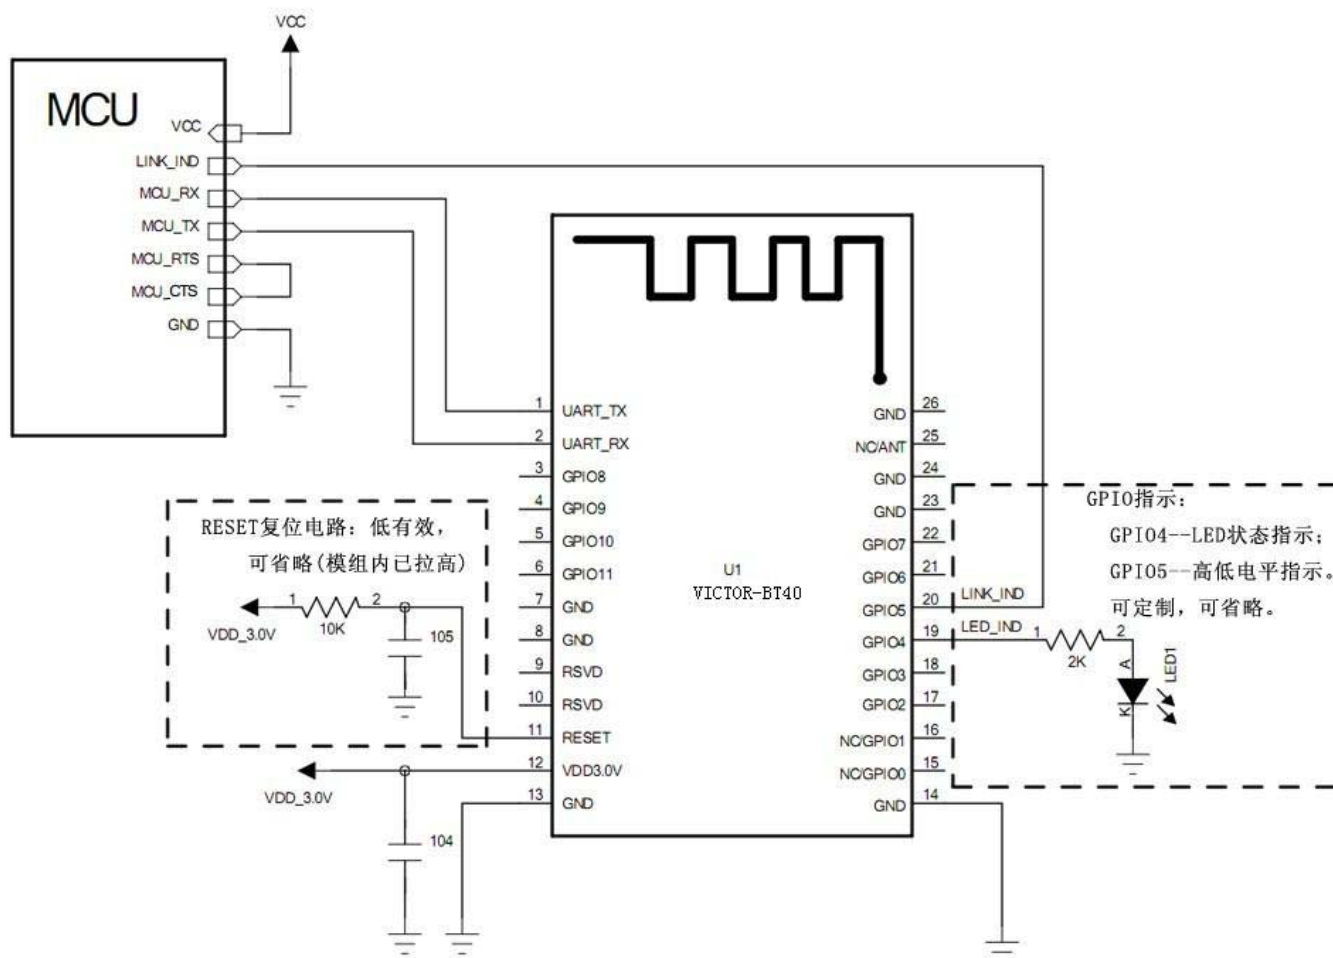 VCC
MCU
VCC
LINK_IND
MCU_RX
MCU_TX
MCU_RTS
MCU_CTS
GND
1 UART_TX
2 UART_RX
3 GPIO8
4 GPIO9
5 GPIO10
6 GPIO11
7 GND
8 GND
9 RSVD
10 RSVD
11 RESET
12 VDD3.0V
13 GND
U1
VICTOR-BT40
GND 26
NC/ANT 25
GND 24
GND 23
GPIO7 22
GPIO6 21
GPIO5 20
GPIO4 19
GPIO3 18
GPIO2 17
NC/GPIO1 16
NC/GPIO0 15
GND 14
RESET复位电路：低有效，
可省略(模组内已拉高)
1 2
10K
VDD_3.0V
105
VDD_3.0V
104
GPIO指示：
GPIO4--LED状态指示；
GPIO5--高低电平指示。
可定制，可省略。
LINK_IND
LED_IND
1 2
2K
A
K
LED1